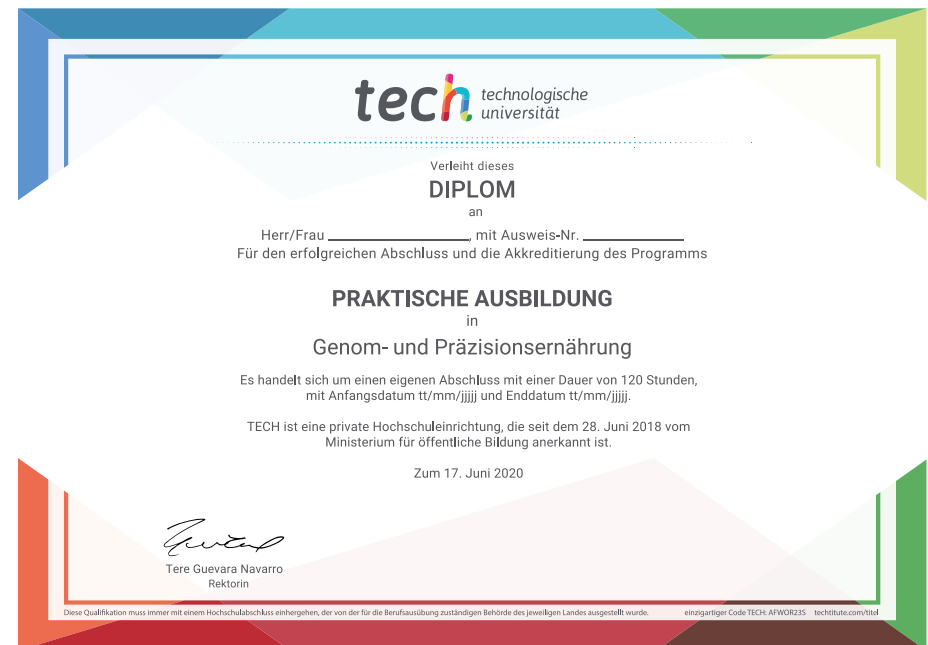 tech technologische
universität
Verleiht dieses
DIPLOM
an
Herr/Frau ____________, mit Ausweis-Nr. ____________
Für den erfolgreichen Abschluss und die Akkreditierung des Programms
PRAKTISCHE AUSBILDUNG
in
Genom- und Präzisionsernährung
Es handelt sich um einen eigenen Abschluss mit einer Dauer von 120 Stunden,
mit Anfangsdatum tt/mm/jjjjj und Enddatum tt/mm/jjjjj.
TECH ist eine private Hochschuleinrichtung, die seit dem 28. Juni 2018 vom
Ministerium für öffentliche Bildung anerkannt ist.
Zum 17. Juni 2020
Tere Guevara Navarro
Rektorin
Diese Qualifikation muss immer mit einem Hochschulabschluss einhergehen, der von der für die Berufsausübung zuständigen Behörde des jeweiligen Landes ausgestellt wurde. einzigartiger Code TECH: AFWOR23S techtitute.com/titel